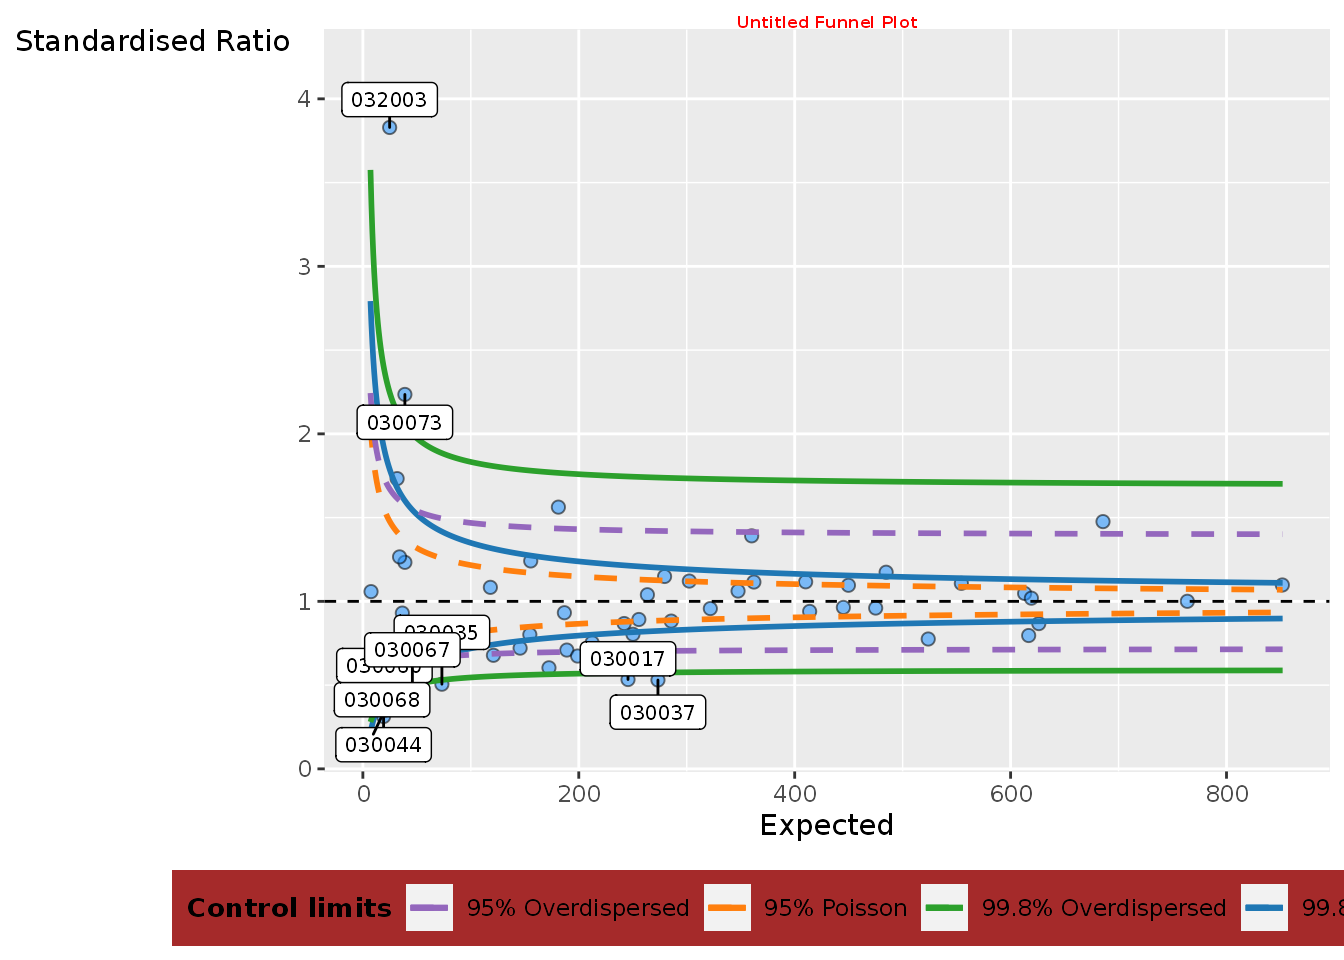 Untitled Funnel Plot
Standardised Ratio
4
3
2
1
0
032003
030073
030067
030068
030044
030017
030037
0
200
400
600
800
Expected
Control limits
95% Overdispersed
95% Poisson
99.8% Overdispersed